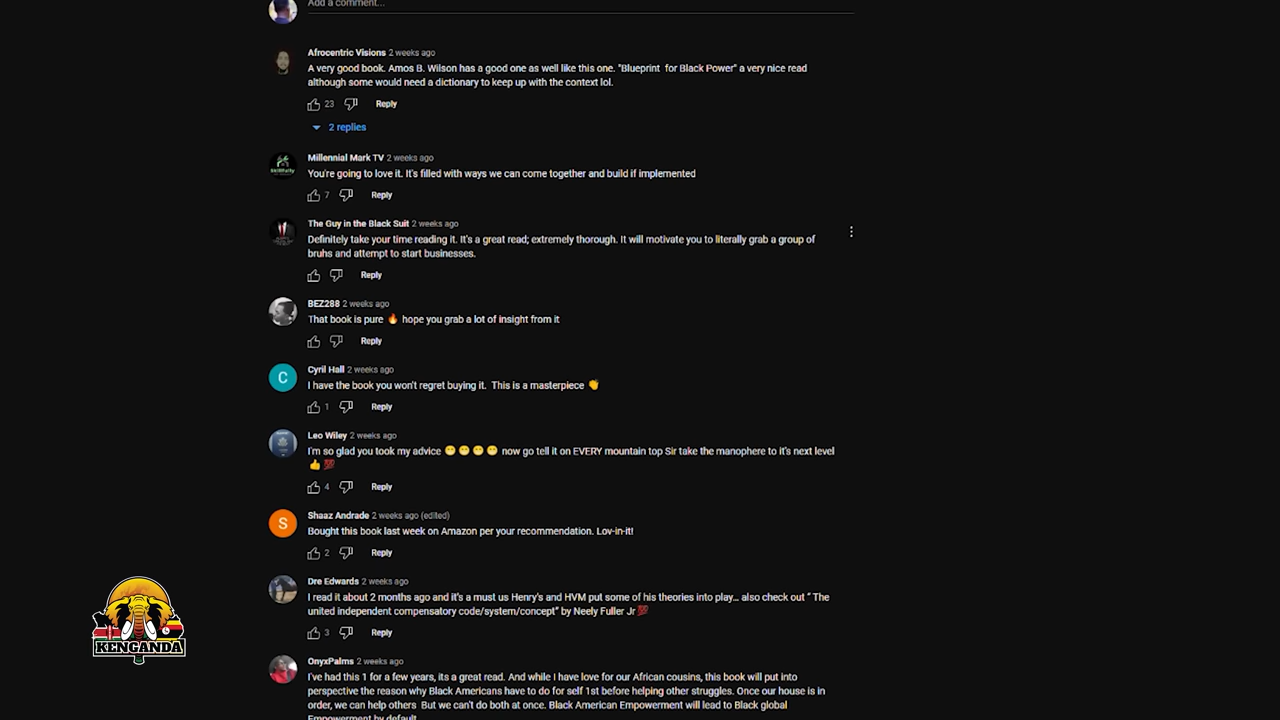 Add a comment...
Afrocentric Visions 2 weeks ago
A very good book. Amos B. Wilson has a good one as well like this one. "Blueprint for Black Power" a very nice read
although some would need a dictionary to keep up with the context lol.
23 Reply
2 replies
Millennial Mark TV 2 weeks ago
You're going to love it. It's filled with ways we can come together and build if implemented
7 Reply
The Guy in the Black Suit 2 weeks ago
Definitely take your time reading it. It's a great read; extremely thorough. It will motivate you to literally grab a group of
bruhs and attempt to start businesses.
Reply
BEZ288 2 weeks ago
That book is pure 🔥 hope you grab a lot of insight from it
Reply
C
Cyril Hall 2 weeks ago
I have the book you won't regret buying it. This is a masterpiece 👏
1 Reply
Leo Wiley 2 weeks ago
I'm so glad you took my advice 😁😁😁😁 now go tell it on EVERY mountain top Sir take the manophere to it's next level
👍💯
4 Reply
S
Shaaz Andrade 2 weeks ago (edited)
Bought this book last week on Amazon per your recommendation. Lov-in-it!
2 Reply
Dre Edwards 2 weeks ago
I read it about 2 months ago and it's a must us Henry's and HVM put some of his theories into play… also check out “ The
united independent compensatory code/system/concept” by Neely Fuller Jr 💯
3 Reply
KENGANDA
OnyxPalms 2 weeks ago
I've had this 1 for a few years, its a great read. And while I have love for our African cousins, this book will put into
perspective the reason why Black Americans have to do for self 1st before helping other struggles. Once our house is in
order, we can help others But we can't do both at once. Black American Empowerment will lead to Black global
Empowerment by default